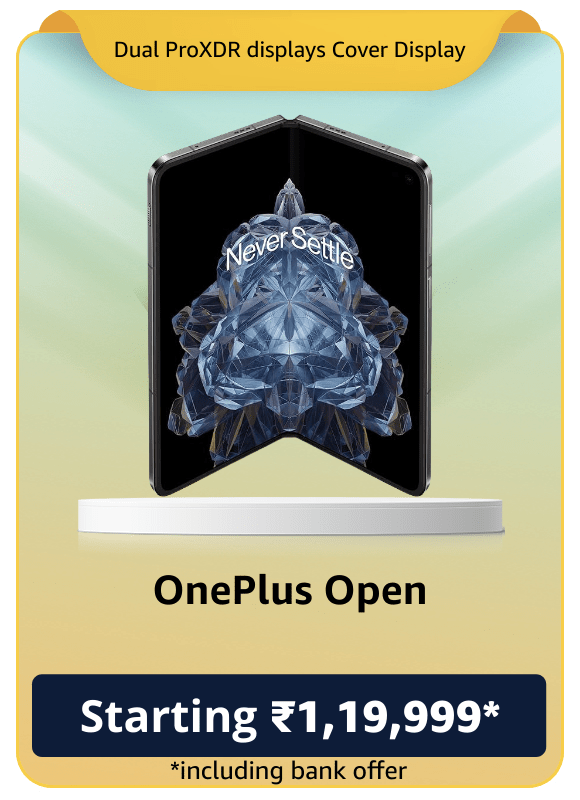 Dual ProXDR displays Cover Display
Never Settle
OnePlus Open
Starting ₹1,19,999*
*including bank offer